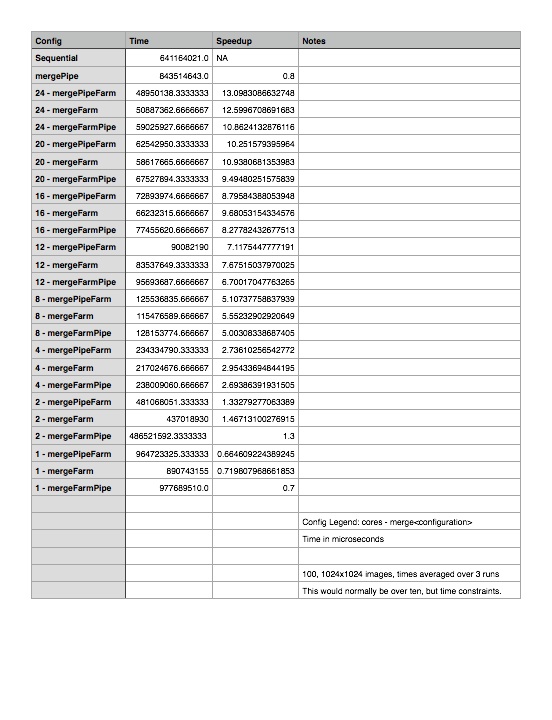 Config Time Speedup Notes
Sequential 641164021.0 NA
mergePipe 843514643.0 0.8
24 - mergePipeFarm 48950138.3333333 13.0983086632748
24 - mergeFarm 50887362.6666667 12.5996708691683
24 - mergeFarmPipe 59025927.6666667 10.8624132876116
20 - mergePipeFarm 62542950.3333333 10.251579395964
20 - mergeFarm 58617665.6666667 10.9380681353983
20 - mergeFarmPipe 67527694.3333333 9.49480251575839
16 - mergePipeFarm 72893974.6666667 8.79584388053948
16 - mergeFarm 66232315.6666667 9.68053154334576
16 - mergeFarmPipe 77455620.6666667 8.27782432677513
12 - mergePipeFarm 90082190 7.1175447777191
12 - mergeFarm 83537649.3333333 7.67515037970025
12 - mergeFarmPipe 95693687.6666667 6.70017047763265
8 - mergePipeFarm 125536835.666667 5.10737758837939
8 - mergeFarm 115476589.666667 5.55232902920649
8 - mergeFarmPipe 128153774.666667 5.00308338687405
4 - mergePipeFarm 234334790.333333 2.73610256542772
4 - mergeFarm 217024676.666667 2.95433694844195
4 - mergeFarmPipe 238009060.666667 2.69386391931505
2 - mergePipeFarm 481068051.333333 1.33279277063389
2 - mergeFarm 437018930 1.46713100276915
2 - mergeFarmPipe 486521592.3333333 1.3
1 - mergePipeFarm 964723325.333333 0.664609224389245
1 - mergeFarm 890743155 0.719807968661853
1 - mergeFarmPipe 977689510.0 0.7
Config Legend: cores - merge<configuration>
Time in microseconds
100, 1024x1024 images, times averaged over 3 runs
This would normally be over ten, but time constraints.